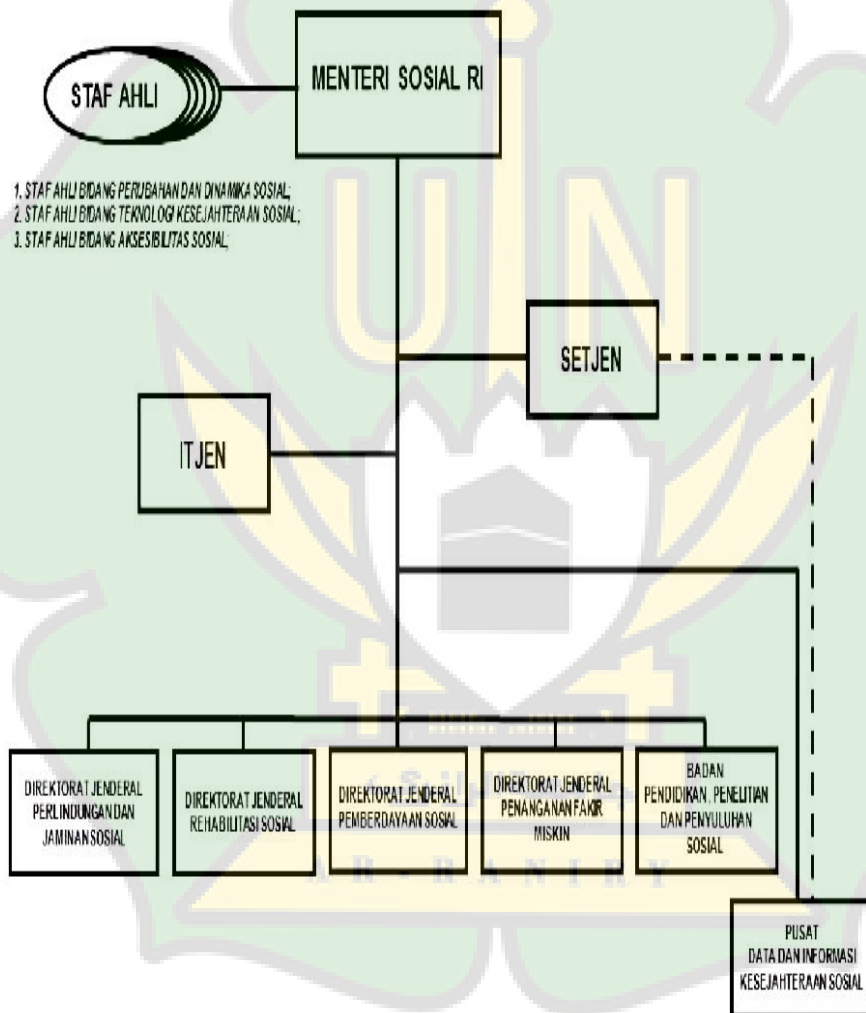 STAF AHLI
MENTERI SOSIAL RI
1. STAF AHLI BIDANG PERUBAHAN DAN DINAMIKA SOSIAL;
2. STAF AHLI BIDANG TEKNOLOGI KESEJAHTERAAN SOSIAL;
3. STAF AHLI BIDANG AKSESIBILITAS SOSIAL;
UIN
SETJEN
ITJEN
DIREKTORAT JENDERAL
PERLINDUNGAN DAN
JAMINAN SOSIAL
DIREKTORAT JENDERAL
REHABILITASI SOSIAL
DIREKTORAT JENDERAL
PEMBERDAYAAN SOSIAL
DIREKTORAT JENDERAL
PENANGANAN FAKIR
MISKIN
BADAN
PENDIDIKAN, PENELITIAN
DAN PENYULUHAN
SOSIAL
AR-RANIRY
PUSAT
DATA DAN INFORMASI
KESEJAHTERAAN SOSIAL